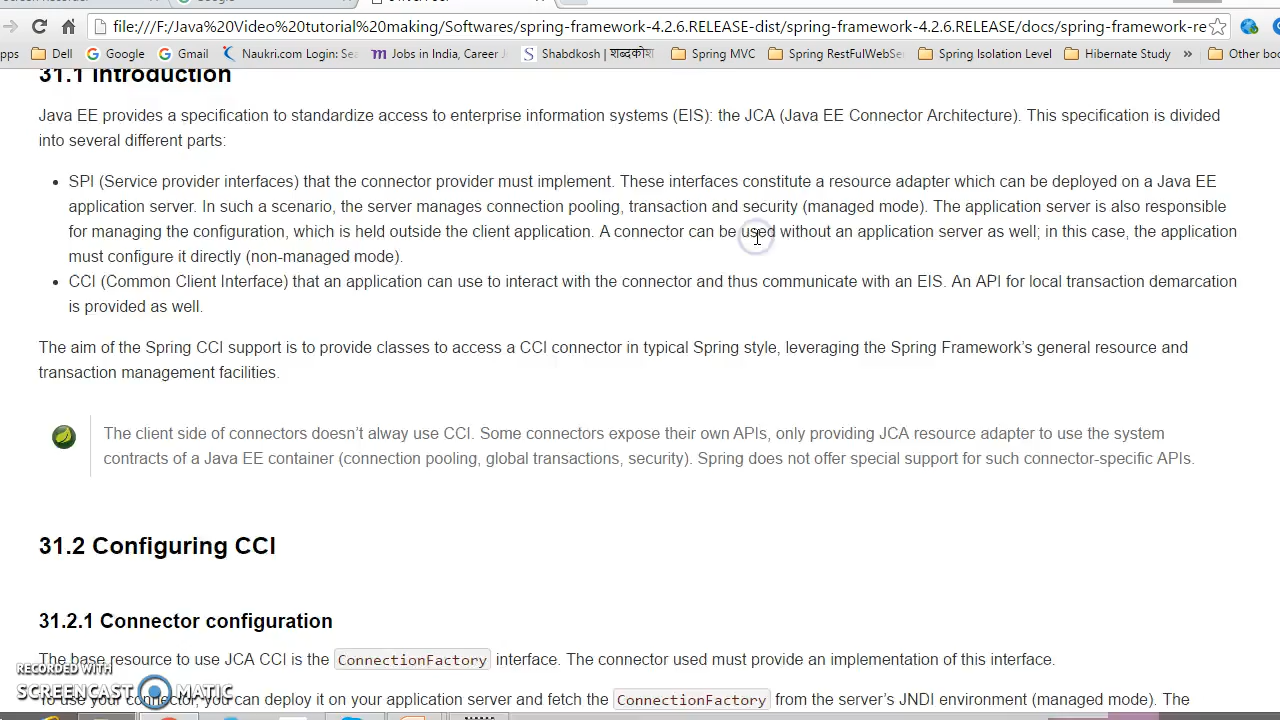 file:///F:/Java%20Video%20tutorial%20making/Softwares/spring-framework-4.2.6.RELEASE-dist/spring-framework-4.2.6.RELEASE/docs/spring-framework-re
pps Dell Google Gmail Naukri.com Login: Sea Jobs in India, Career J Shabdkosh | शब्दकोश Spring MVC Spring RestFulWebSer Spring Isolation Level Hibernate Study » Other boo
31.1 Introduction
Java EE provides a specification to standardize access to enterprise information systems (EIS): the JCA (Java EE Connector Architecture). This specification is divided
into several different parts:
• SPI (Service provider interfaces) that the connector provider must implement. These interfaces constitute a resource adapter which can be deployed on a Java EE
application server. In such a scenario, the server manages connection pooling, transaction and security (managed mode). The application server is also responsible
for managing the configuration, which is held outside the client application. A connector can be used without an application server as well; in this case, the application
must configure it directly (non-managed mode).
• CCI (Common Client Interface) that an application can use to interact with the connector and thus communicate with an EIS. An API for local transaction demarcation
is provided as well.
The aim of the Spring CCI support is to provide classes to access a CCI connector in typical Spring style, leveraging the Spring Framework's general resource and
transaction management facilities.
The client side of connectors doesn't alway use CCI. Some connectors expose their own APIs, only providing JCA resource adapter to use the system
contracts of a Java EE container (connection pooling, global transactions, security). Spring does not offer special support for such connector-specific APIs.
31.2 Configuring CCI
31.2.1 Connector configuration
The base resource to use JCA CCI is the ConnectionFactory interface. The connector used must provide an implementation of this interface.
To use your connector, you can deploy it on your application server and fetch the ConnectionFactory from the server's JNDI environment (managed mode). The
RECORDED WITH
SCREENCAST MATIC